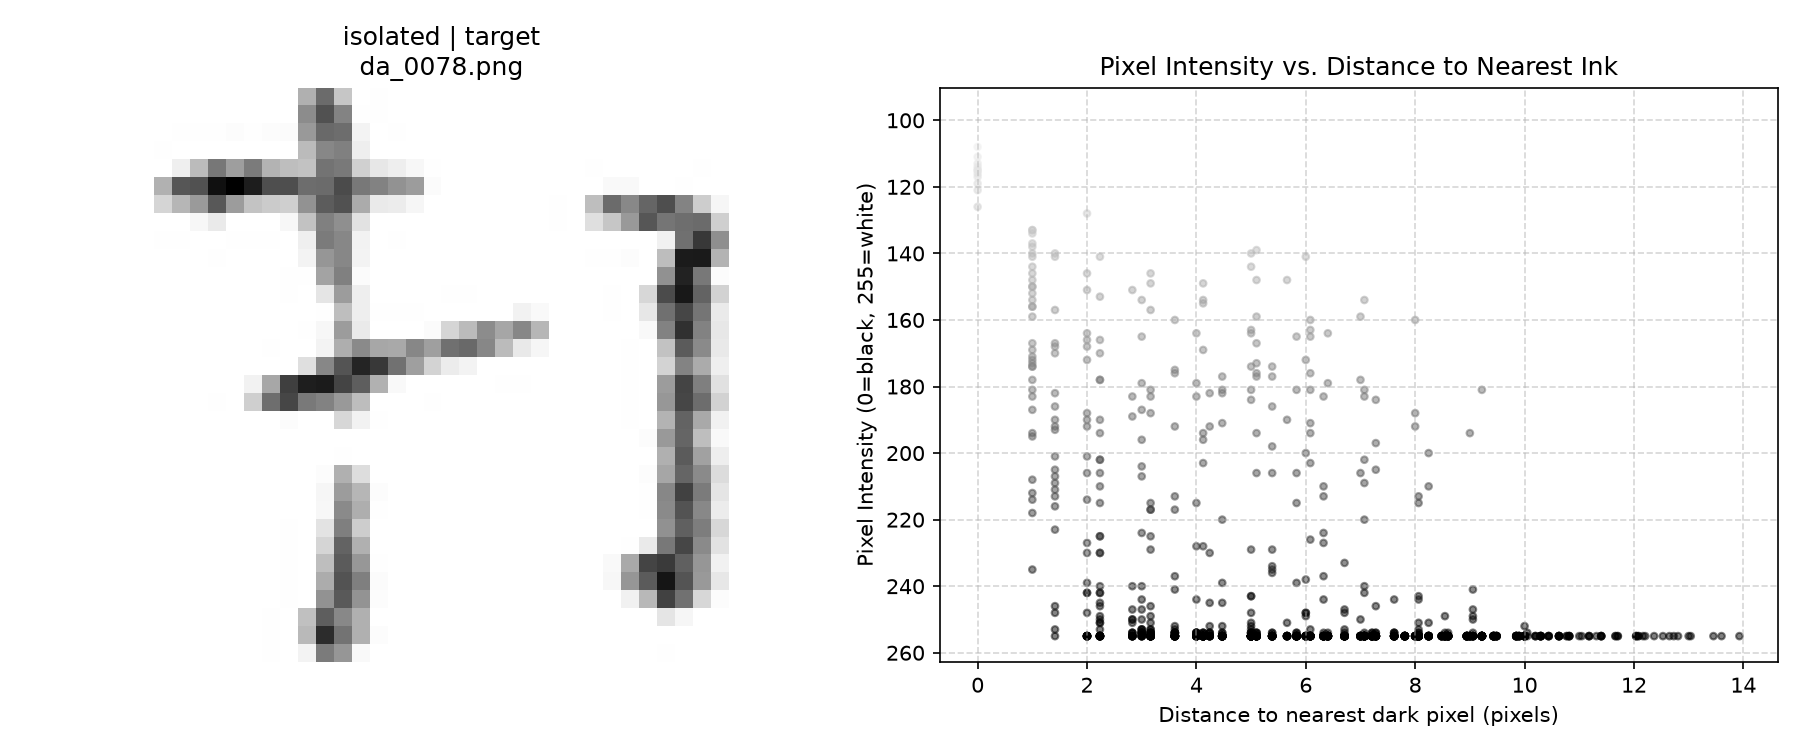 isolated | target
da_0078.png
Pixel Intensity vs. Distance to Nearest Ink
Pixel Intensity (0=black, 255=white)
100
120
140
160
180
200
220
240
260
0 2 4 6 8 10 12 14
Distance to nearest dark pixel (pixels)